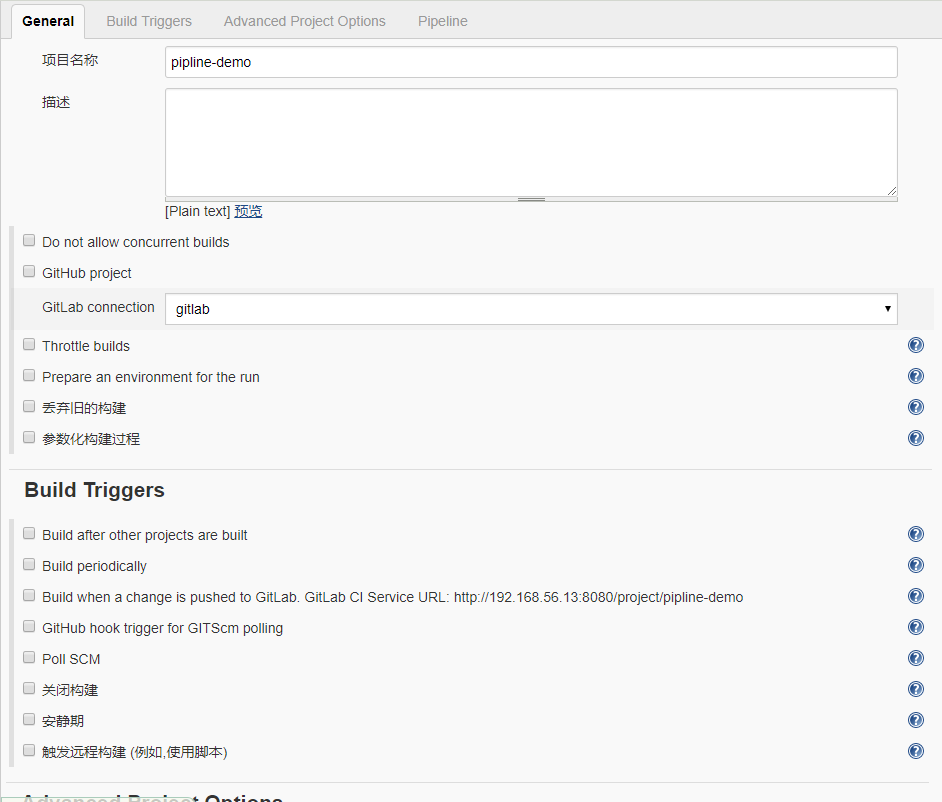 General Build Triggers Advanced Project Options Pipeline
项目名称 pipline-demo
描述
[Plain text] 预览
Do not allow concurrent builds
GitHub project
GitLab connection gitlab
Throttle builds
Prepare an environment for the run
丢弃旧的构建
参数化构建过程
Build Triggers
Build after other projects are built
Build periodically
Build when a change is pushed to GitLab. GitLab CI Service URL: http://192.168.56.13:8080/project/pipline-demo
GitHub hook trigger for GITScm polling
Poll SCM
关闭构建
安静期
触发远程构建 (例如,使用脚本)
Advanced Project Options